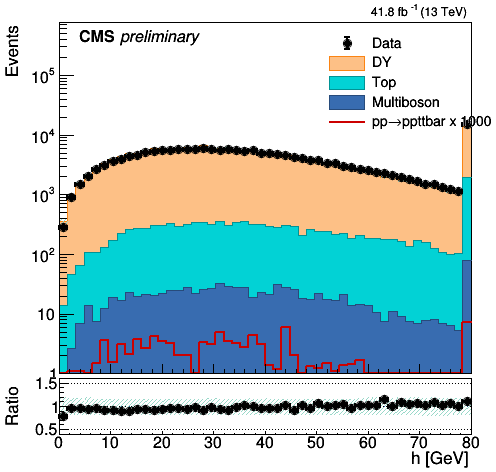 41.8 fb⁻¹ (13 TeV)
CMS preliminary
Events
Data
DY
Top
Multiboson
pp→ppttbar x 1000
10⁵
10⁴
10³
10²
10
1
Ratio
1.5
1
0.5
0 10 20 30 40 50 60 70 80
h [GeV]